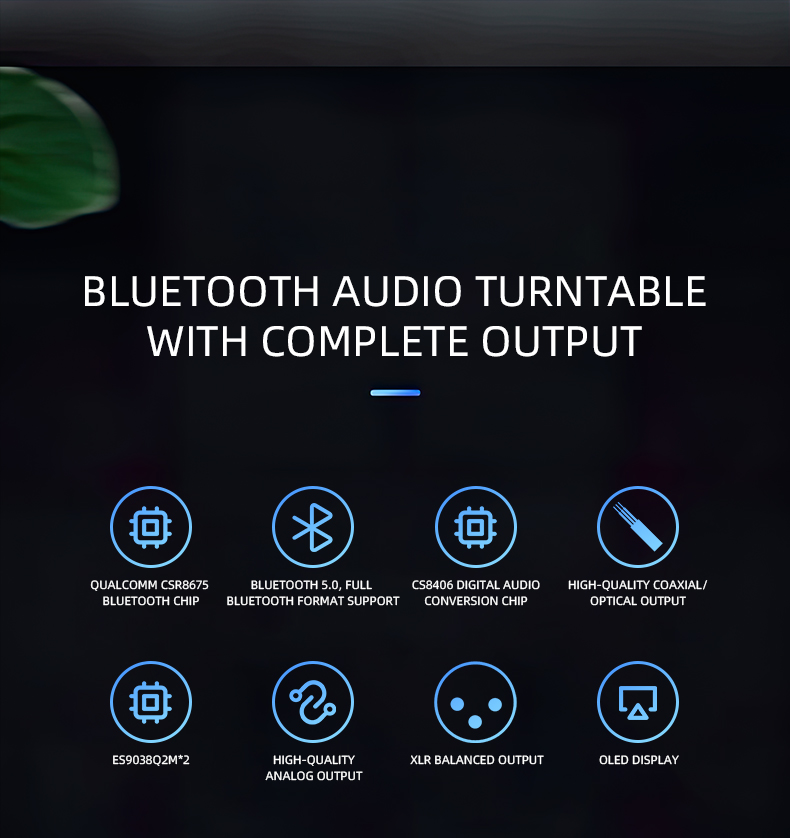 BLUETOOTH AUDIO TURNTABLE
WITH COMPLETE OUTPUT
QUALCOMM CSR8675
BLUETOOTH CHIP
BLUETOOTH 5.0, FULL
BLUETOOTH FORMAT SUPPORT
CS8406 DIGITAL AUDIO
CONVERSION CHIP
HIGH-QUALITY COAXIAL/
OPTICAL OUTPUT
ES9038Q2M*2
HIGH-QUALITY
ANALOG OUTPUT
XLR BALANCED OUTPUT
OLED DISPLAY